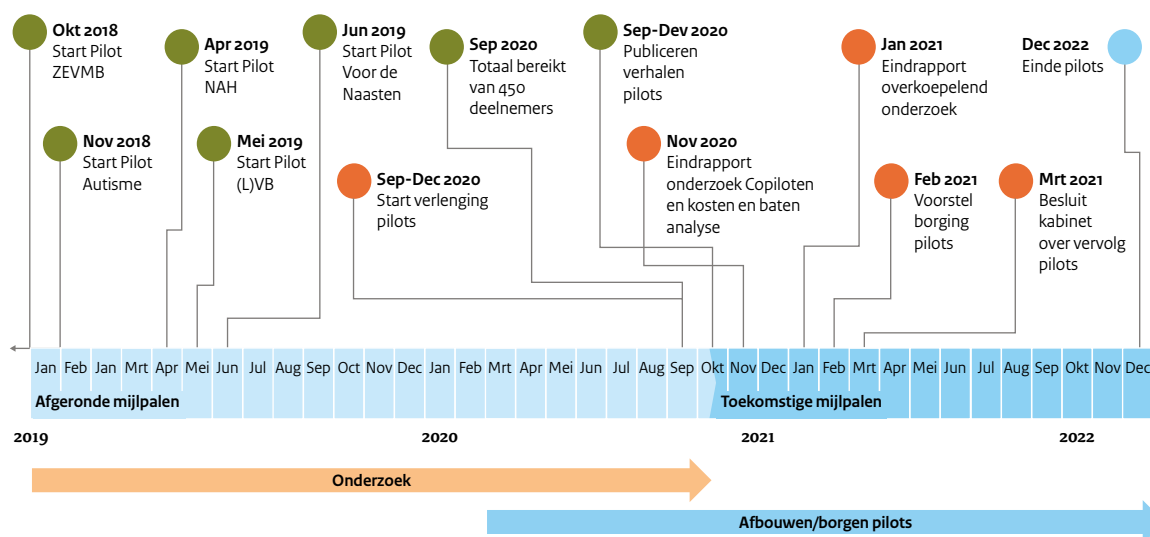 Okt 2018
Start Pilot
ZEVMB
Nov 2018
Start Pilot
Autisme
Apr 2019
Start Pilot
NAH
Mei 2019
Start Pilot
(L)VB
Jun 2019
Start Pilot
Voor de
Naasten
Sep-Dec 2020
Start verlenging
pilots
Sep 2020
Totaal bereikt
van 450
deelnemers
Sep-Dev 2020
Publiceren
verhalen
pilots
Nov 2020
Eindrapport
onderzoek Copiloten
en kosten en baten
analyse
Jan 2021
Eindrapport
overkoepelend
onderzoek
Feb 2021
Voorstel
borging
pilots
Mrt 2021
Besluit
kabinet
over vervolg
pilots
Dec 2022
Einde pilots
Jan Feb Jan Mrt Apr Mei Jun Jul Aug Sep Oct Nov Dec Jan Feb Mrt Apr Mei Jun Jul Aug Sep Okt Nov Dec Jan Feb Mrt Apr Mei Jun Jul Aug Sep Okt Nov Dec
Afgeronde mijlpalen Toekomstige mijlpalen
2019 2020 2021 2022
Onderzoek
Afbouwen/borgen pilots